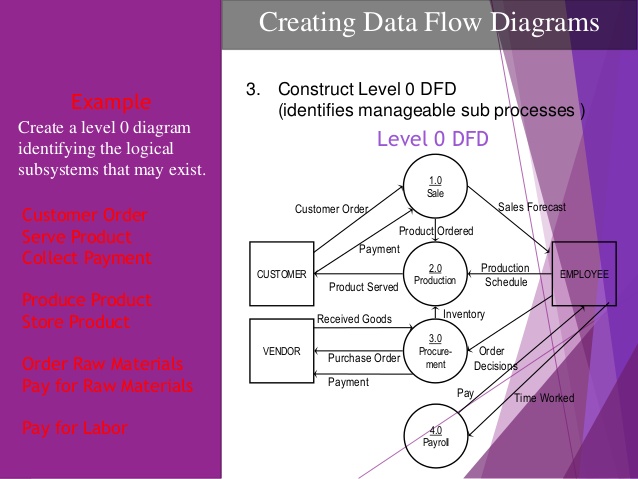 Creating Data Flow Diagrams
Example
Create a level 0 diagram
identifying the logical
subsystems that may exist.
Customer Order
Serve Product
Collect Payment
Produce Product
Store Product
Order Raw Materials
Pay for Raw Materials
Pay for Labor
3. Construct Level 0 DFD
(identifies manageable sub processes )
Level 0 DFD
1.0
Sale
Customer Order
Sales Forecast
Product Ordered
Payment
CUSTOMER
2.0
Production
Production
Schedule
EMPLOYEE
Product Served
Received Goods
Inventory
VENDOR
3.0
Procure-
ment
Purchase Order
Order
Decisions
Payment
Pay
Time Worked
4.0
Payroll